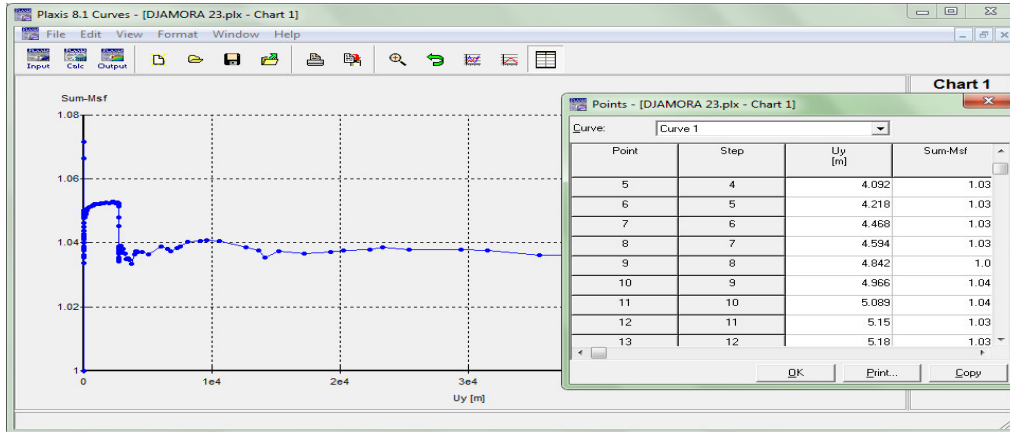 Plaxis 8.1 Curves - [DJAMORA 23.plx - Chart 1]
File Edit View Format Window Help
Input Calc Output
Chart 1
Sum-Msf
1.08
1.06
1.04
1.02
1
0 1e4 2e4 3e4
Uy [m]
Points - [DJAMORA 23.plx - Chart 1]
Curve: Curve 1
Point Step Uy [m] Sum-Msf
5 4 4.092 1.03
6 5 4.218 1.03
7 6 4.468 1.03
8 7 4.594 1.03
9 8 4.842 1.0
10 9 4.966 1.04
11 10 5.089 1.04
12 11 5.15 1.03
13 12 5.18 1.03
OK Print... Copy